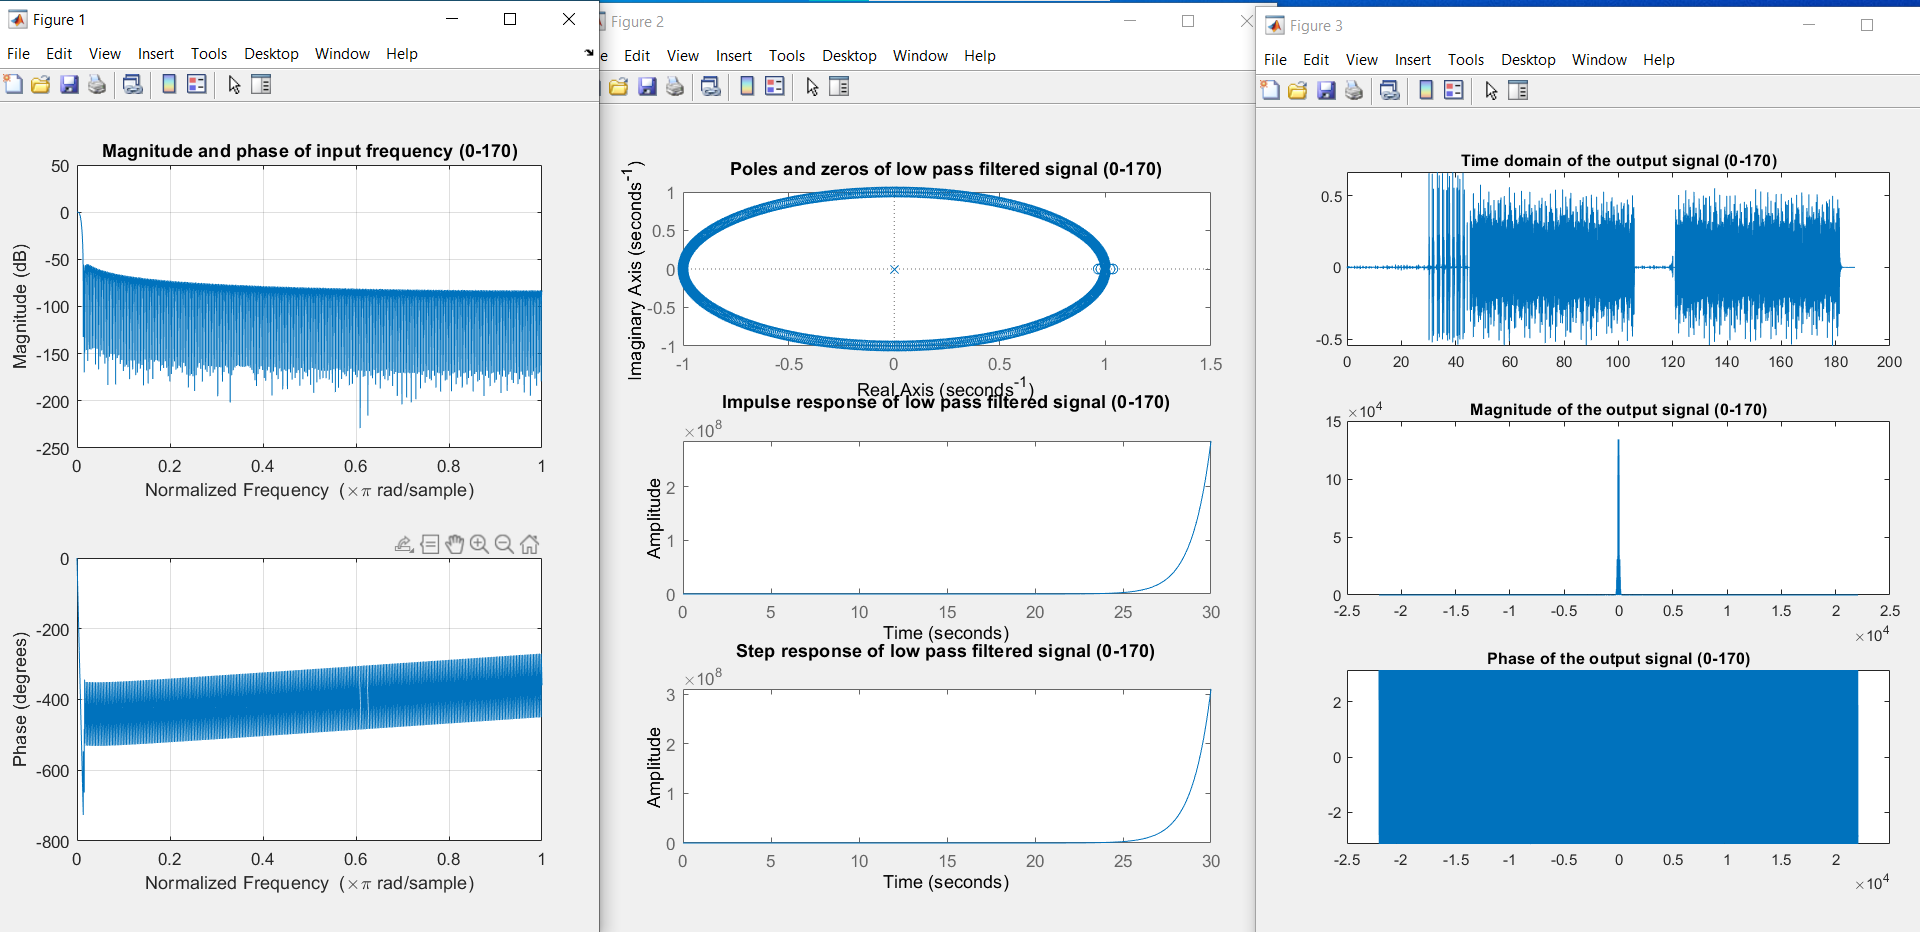 Figure 1
File Edit View Insert Tools Desktop Window Help
Magnitude and phase of input frequency (0-170)
50
0
-50
-100
-150
-200
-250
Magnitude (dB)
0 0.2 0.4 0.6 0.8 1
Normalized Frequency (×π rad/sample)
0
-200
-400
-600
-800
Phase (degrees)
0 0.2 0.4 0.6 0.8 1
Normalized Frequency (×π rad/sample)
Figure 2
e Edit View Insert Tools Desktop Window Help
Poles and zeros of low pass filtered signal (0-170)
1
0.5
0
-0.5
-1
Imaginary Axis (seconds⁻¹)
-1 -0.5 0 0.5 1 1.5
Real Axis (seconds⁻¹)
Impulse response of low pass filtered signal (0-170)
×10⁸
2
1
0
Amplitude
0 5 10 15 20 25 30
Time (seconds)
Step response of low pass filtered signal (0-170)
×10⁸
3
2
1
0
Amplitude
0 5 10 15 20 25 30
Time (seconds)
Figure 3
File Edit View Insert Tools Desktop Window Help
Time domain of the output signal (0-170)
0.5
0
-0.5
0 20 40 60 80 100 120 140 160 180 200
Magnitude of the output signal (0-170)
×10⁴
15
10
5
0
-2.5 -2 -1.5 -1 -0.5 0 0.5 1 1.5 2 2.5
×10⁴
Phase of the output signal (0-170)
2
0
-2
-2.5 -2 -1.5 -1 -0.5 0 0.5 1 1.5 2
×10⁴